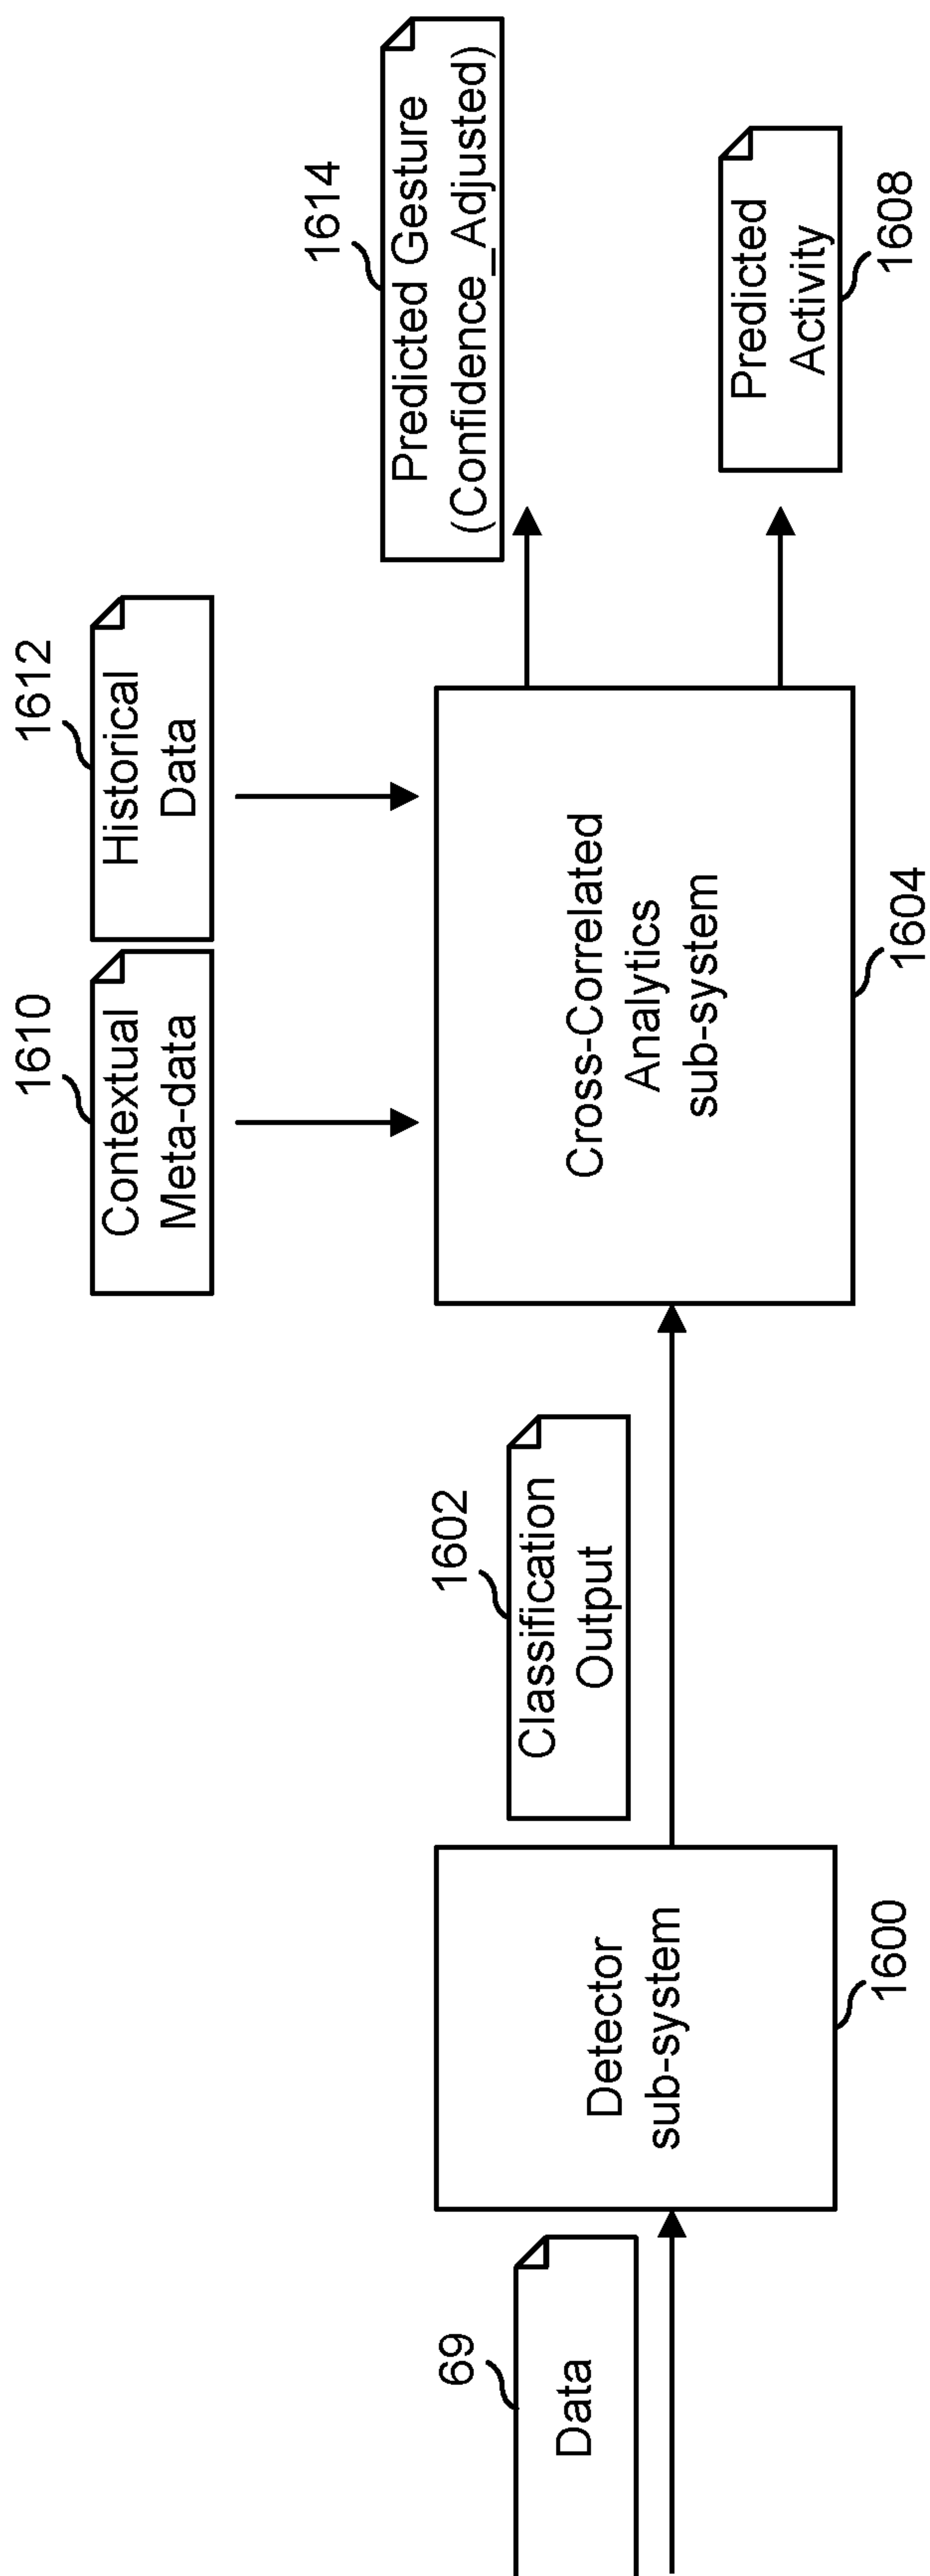 69
Data
Detector
sub-system
1600
1602
Classification
Output
1610
Contextual
Meta-data
1612
Historical
Data
Cross-Correlated
Analytics
sub-system
1604
1614
Predicted Gesture
(Confidence_Adjusted)
Predicted
Activity
1608